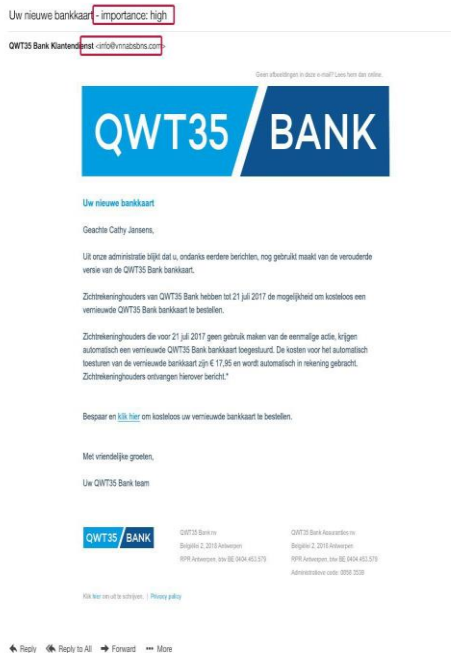 Uw nieuwe bankkaart - importance: high
QWT35 Bank Klantendienst <info@vnnabsbns.com>
Geen afbeeldingen in deze e-mail? Lees hem dan online.
QWT35 BANK
Uw nieuwe bankkaart
Geachte Cathy Jansens,
Uit onze administratie blijkt dat u, ondanks eerdere berichten, nog gebruikt maakt van de verouderde
versie van de QWT35 Bank bankkaart.
Zichtrekeninghouders van QWT35 Bank hebben tot 21 juli 2017 de mogelijkheid om kosteloos een
vernieuwde QWT35 Bank bankkaart te bestellen.
Zichtrekeninghouders die voor 21 juli 2017 geen gebruik maken van de eenmalige actie, krijgen
automatisch een vernieuwde QWT35 Bank bankkaart toegestuurd. De kosten voor het automatisch
toesturen van de vernieuwde bankkaart zijn € 17,95 en wordt automatisch in rekening gebracht.
Zichtrekeninghouders ontvangen hierover bericht.*
Bespaar en klik hier om kosteloos uw vernieuwde bankkaart te bestellen.
Met vriendelijke groeten,
Uw QWT35 Bank team
QWT35 BANK
QWT35 Bank nv
Belgiëlei 2, 2018 Antwerpen
RPR Antwerpen, btw BE 0404.453.579
QWT35 Bank Assurantiën nv
Belgiëlei 2, 2018 Antwerpen
RPR Antwerpen, btw BE 0404.453.579
Administratieve code: 0858 3538
Klik hier om uit te schrijven. | Privacy policy
Reply Reply to All Forward More